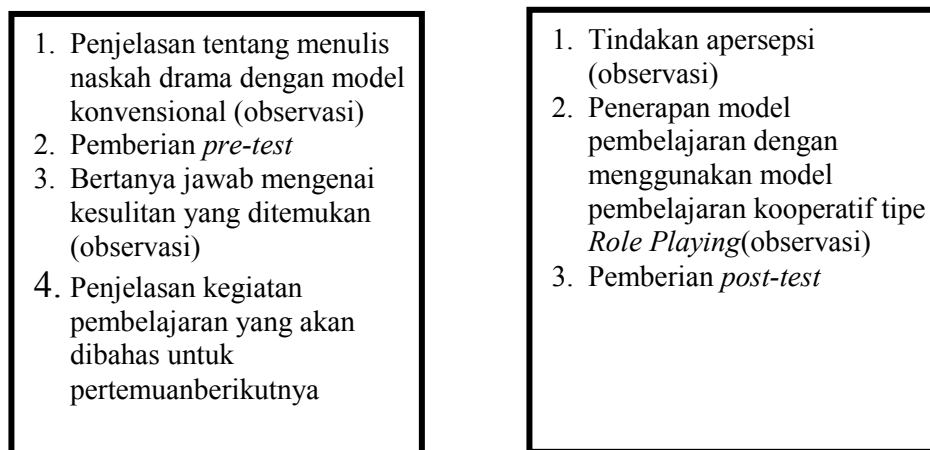 1. Penjelasan tentang menulis
naskah drama dengan model
konvensional (observasi)
2. Pemberian pre-test
3. Bertanya jawab mengenai
kesulitan yang ditemukan
(observasi)
4. Penjelasan kegiatan
pembelajaran yang akan
dibahas untuk
pertemuanberikutnya
1. Tindakan apersepsi
(observasi)
2. Penerapan model
pembelajaran dengan
menggunakan model
pembelajaran kooperatif tipe
Role Playing(observasi)
3. Pemberian post-test